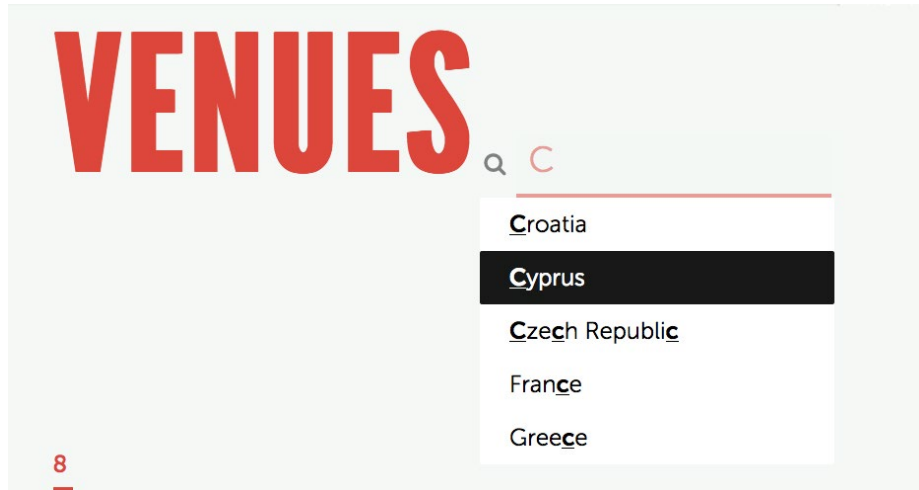 VENUES
C
Croatia
Cyprus
Czech Republic
France
Greece
8